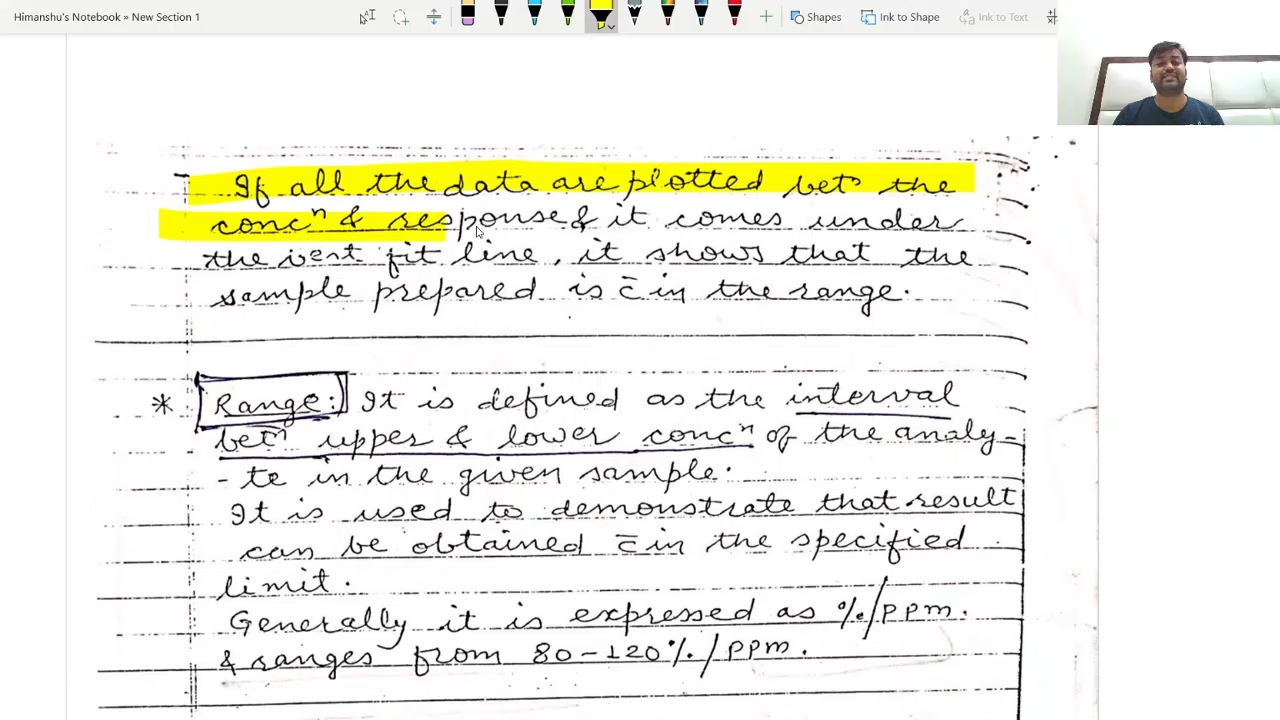 Himanshu's Notebook » New Section 1
Shapes
Ink to Shape
Ink to Text
If all the data are plotted betn the
concn & response & it comes under
the best fit line, it shows that the
sample prepared is c̄in the range.
* Range: It is defined as the interval
betn upper & lower concn of the analy-
- te in the given sample.
It is used to demonstrate that result
can be obtained c̄in the specified
limit.
Generally it is expressed as %/ppm.
& ranges from 80-120%/ppm.